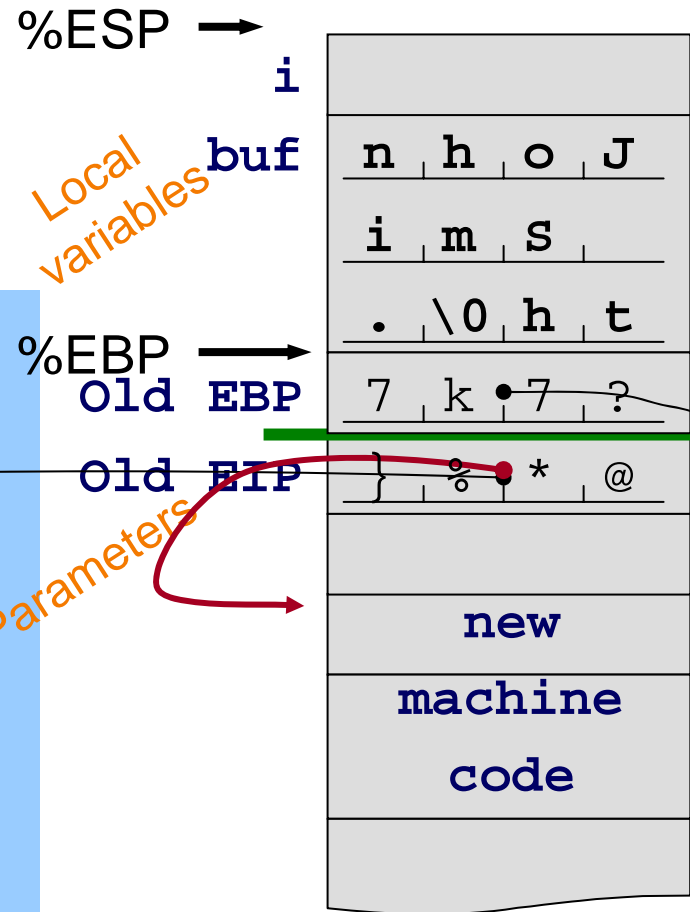 %ESP
i
buf n h o J
Local
variables
i m S
. \0 h t
%EBP
Old EBP 7 k 7 ?
Old EIP } % * @
Parameters
new
machine
code